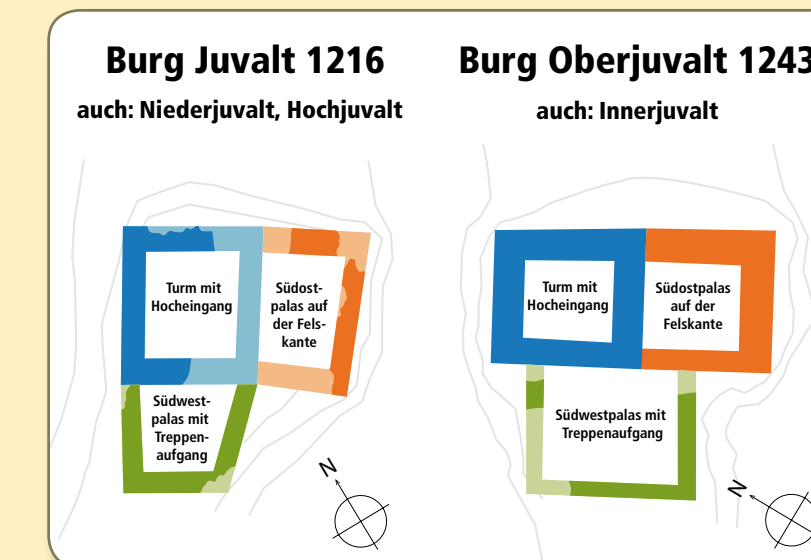 Burg Juvalt 1216
auch: Niederjuvalt, Hochjuvalt
Turm mit
Hocheingang
Südost-
palas auf
der Fels-
kante
Südwest-
palas mit
Treppen-
aufgang
N
Burg Oberjuvalt 1243
auch: Innerjuvalt
Turm mit
Hocheingang
Südostpalas
auf der
Felskante
Südwestpalas mit
Treppenaufgang
N